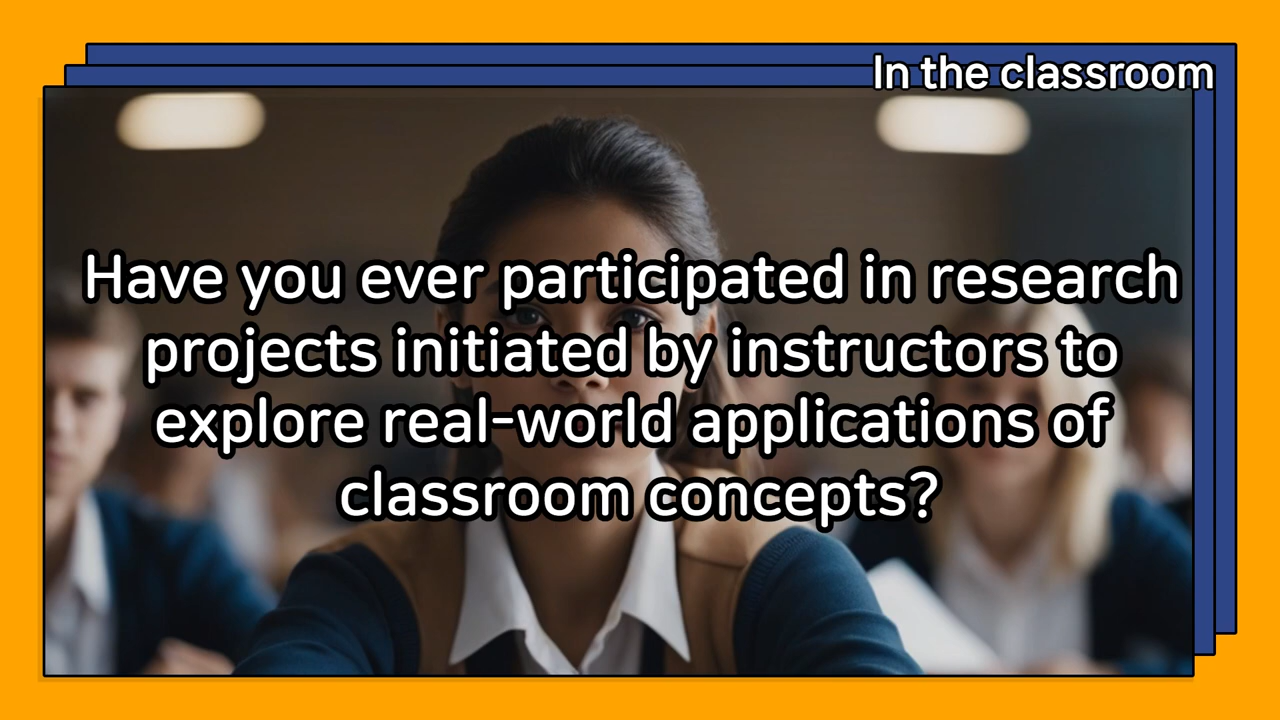 In the classroom
Have you ever participated in research
projects initiated by instructors to
explore real-world applications of
classroom concepts?